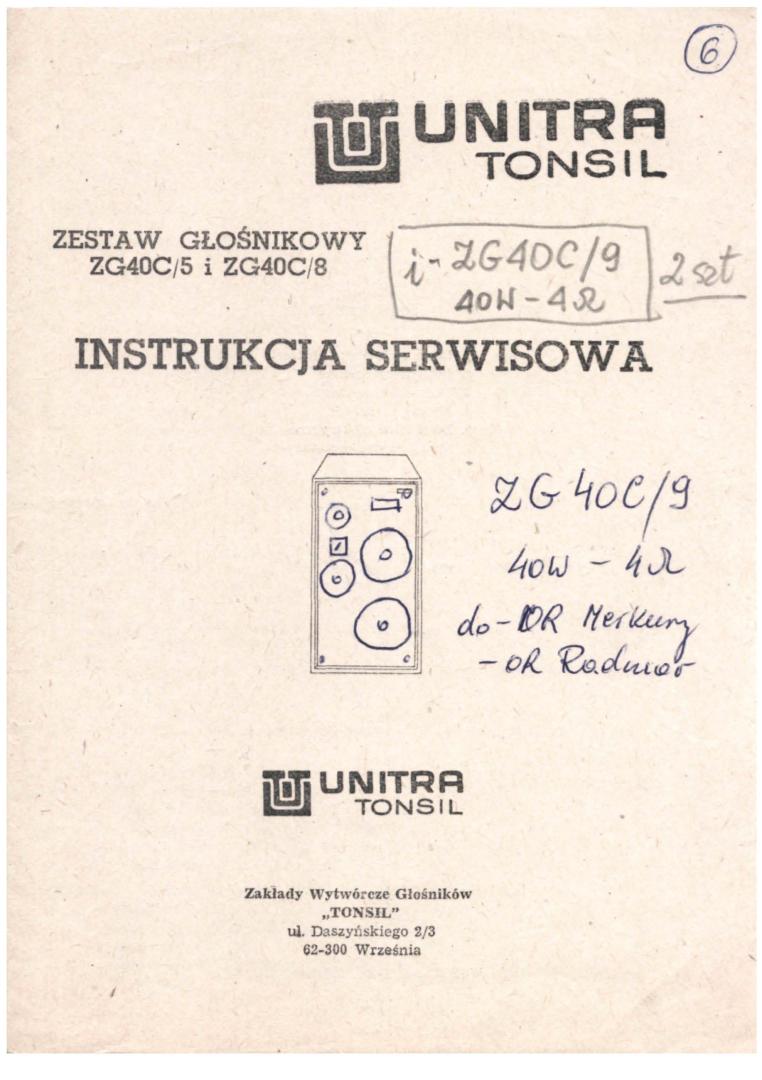 6
UNITRA
TONSIL
ZESTAW GŁOŚNIKOWY
ZG40C/5 i ZG40C/8
i - ZG40C/9
40W - 4Ω
2 szt
INSTRUKCJA SERWISOWA
ZG 40C/9
40W - 4Ω
do - OR Merkury
- OR Radmor
UNITRA
TONSIL
Zakłady Wytwórcze Głośników
„TONSIL”
ul. Daszyńskiego 2/3
62-300 Września